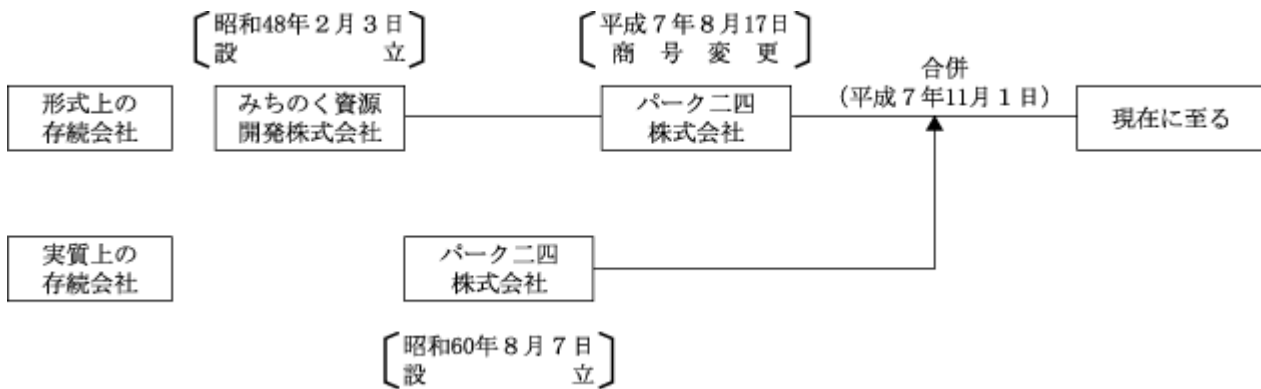 昭和48年２月３日
設立
平成７年８月17日
商号変更
合併
（平成７年11月１日）
形式上の
存続会社
みちのく資源
開発株式会社
パーク二四
株式会社
現在に至る
実質上の
存続会社
パーク二四
株式会社
昭和60年８月７日
設立